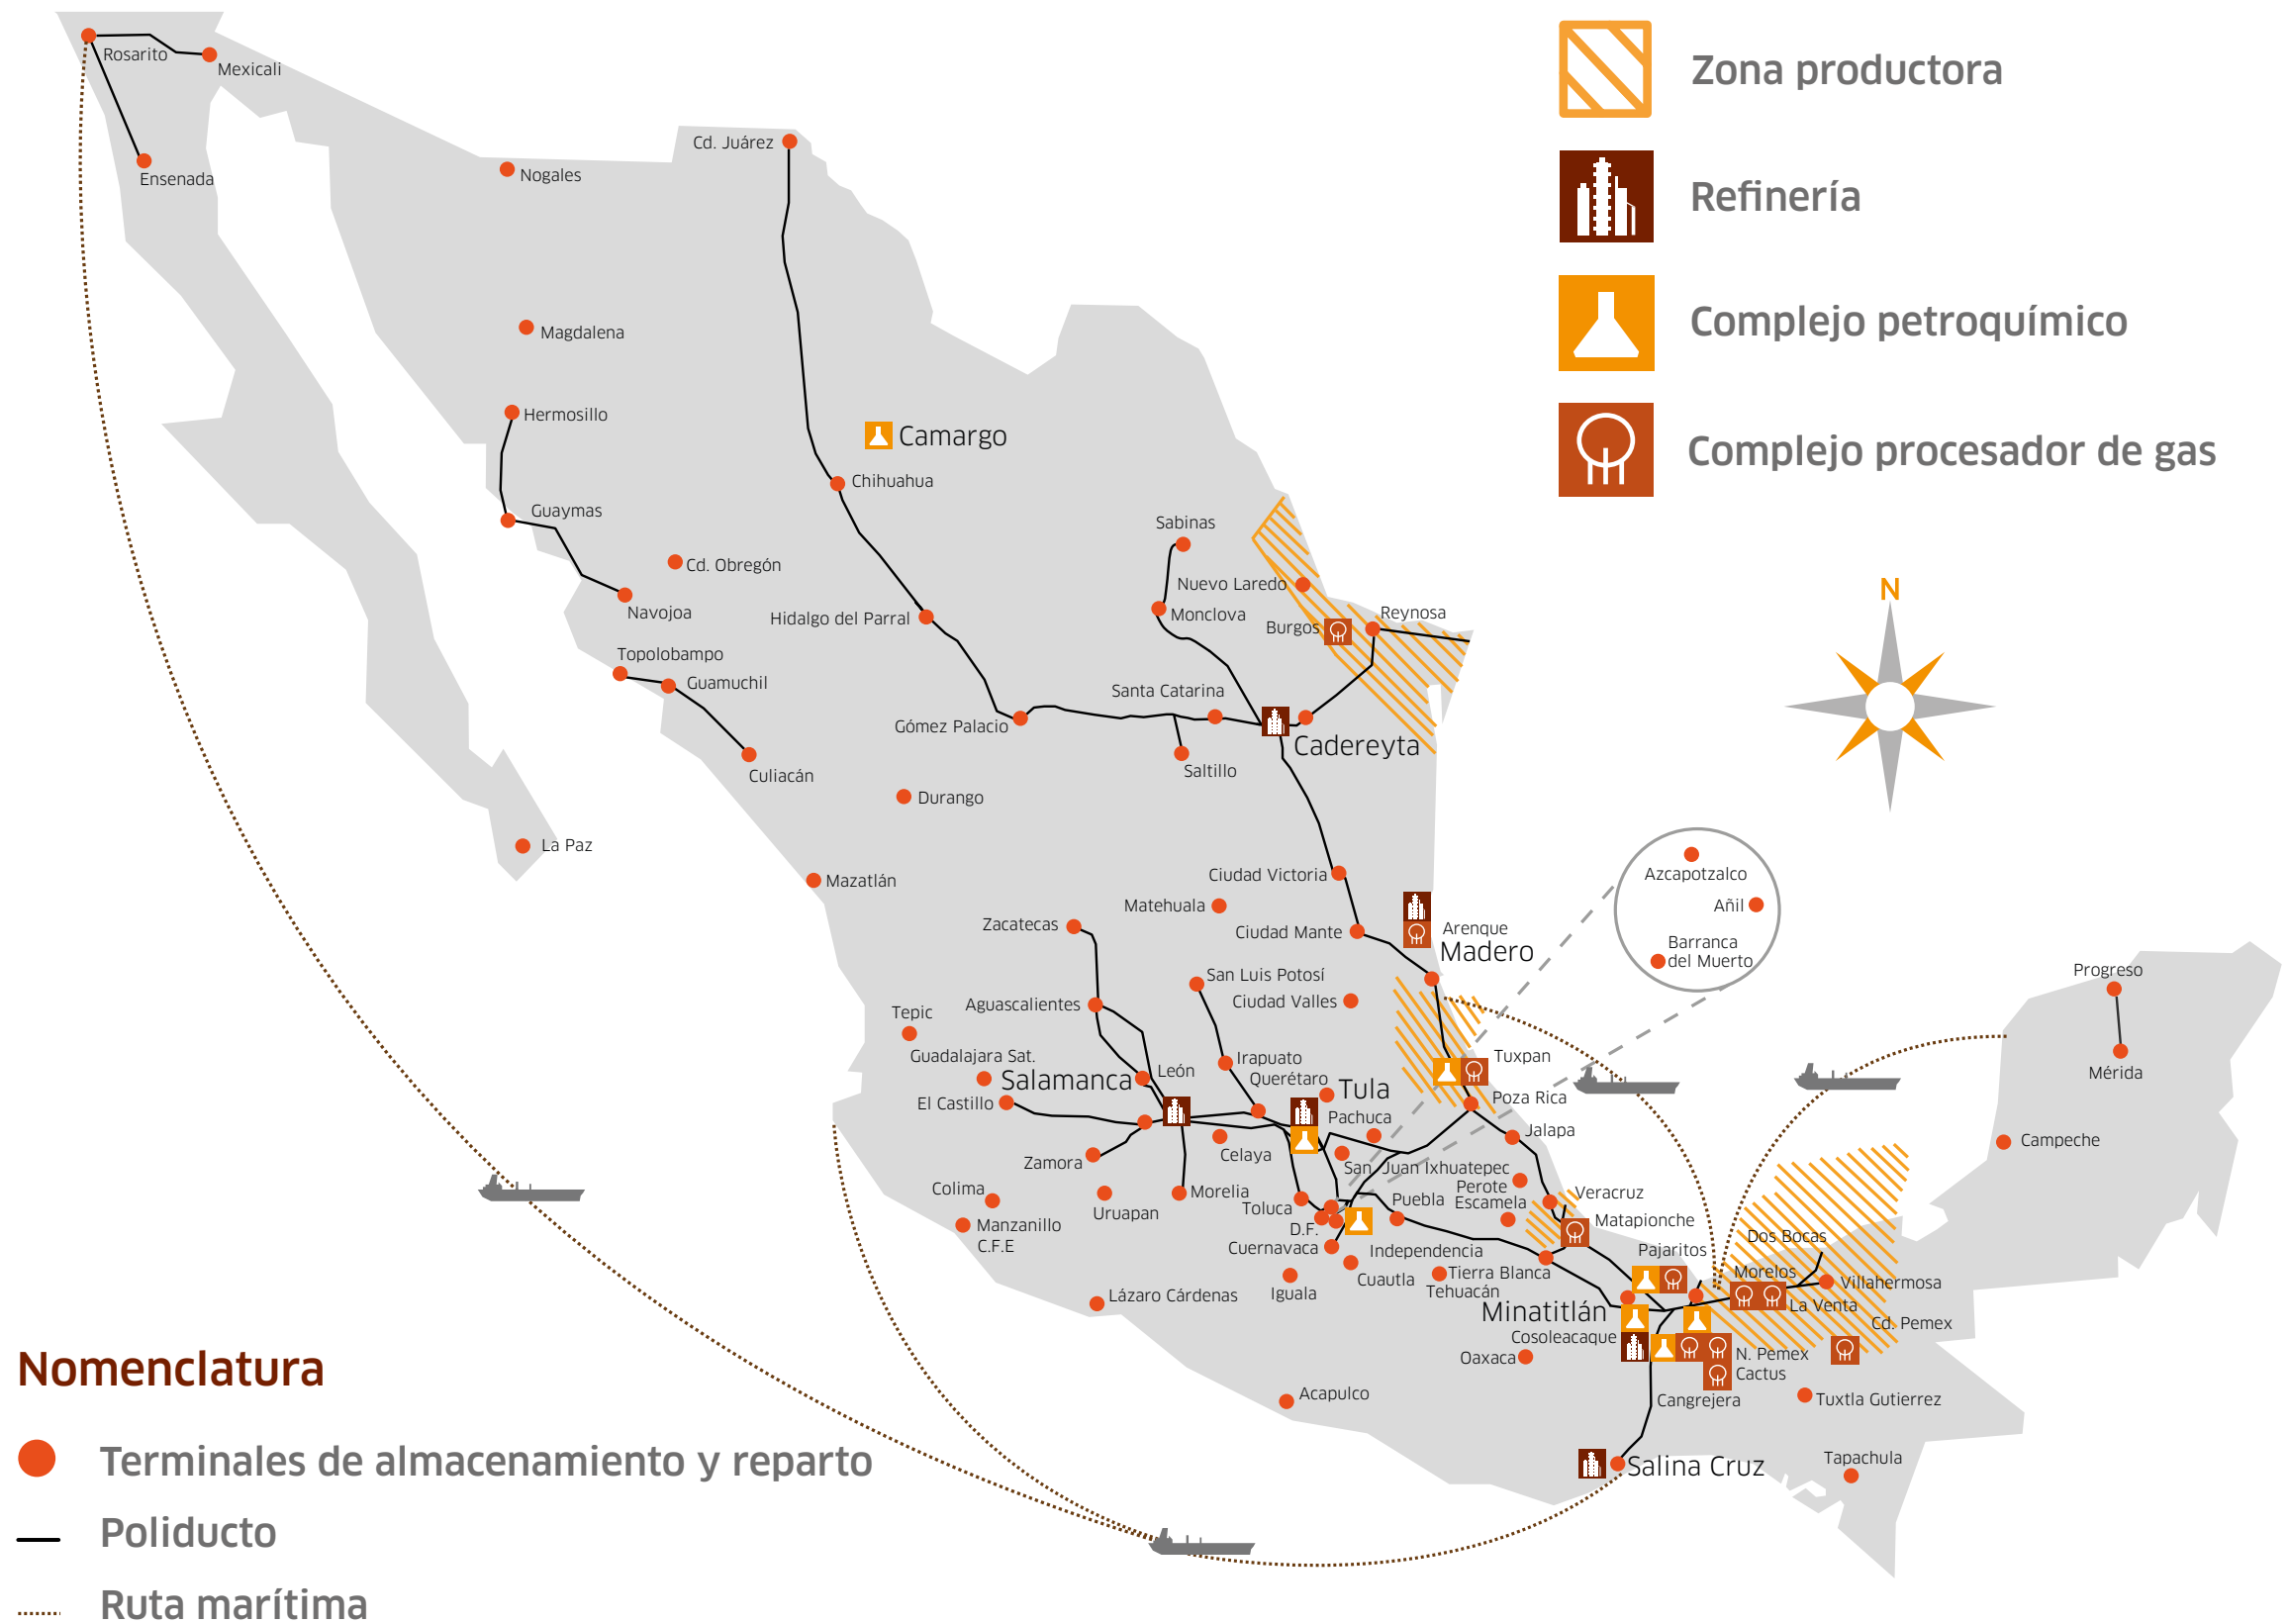 Zona productora
Refinería
Complejo petroquímico
Complejo procesador de gas
N
Rosarito
Mexicali
Ensenada
Nogales
Cd. Juárez
Magdalena
Hermosillo
Camargo
Chihuahua
Guaymas
Cd. Obregón
Navojoa
Hidalgo del Parral
Sabinas
Nuevo Laredo
Monclova
Burgos
Reynosa
Topolobampo
Guamuchil
Santa Catarina
Gómez Palacio
Cadereyta
Saltillo
Culiacán
Durango
La Paz
Mazatlán
Ciudad Victoria
Matehuala
Ciudad Mante
Zacatecas
Arenque
Madero
Azcapotzalco
Añil
Barranca
del Muerto
San Luis Potosí
Ciudad Valles
Aguascalientes
Tepic
Progreso
Mérida
Guadalajara Sat.
Salamanca
León
Irapuato
Querétaro
Tula
Tuxpan
El Castillo
Pachuca
Poza Rica
Jalapa
Campeche
Zamora
Celaya
San Juan Ixhuatepec
Colima
Uruapan
Morelia
Toluca
D.F.
Puebla
Perote
Escamela
Veracruz
Matapionche
Manzanillo
C.F.E
Cuernavaca
Independencia
Cuautla
Iguala
Tierra Blanca
Tehuacán
Pajaritos
Dos Bocas
Morelos
Villahermosa
La Venta
Lázaro Cárdenas
Minatitlán
Cosoleacaque
Cd. Pemex
Oaxaca
N. Pemex
Cactus
Cangrejera
Acapulco
Tuxtla Gutierrez
Salina Cruz
Tapachula
Nomenclatura
Terminales de almacenamiento y reparto
Poliducto
Ruta marítima